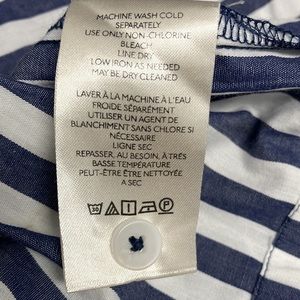 MACHINE WASH COLD
SEPARATELY
USE ONLY NON-CHLORINE
BLEACH
LINE DRY
LOW IRON AS NEEDED
MAY BE DRY CLEANED
LAVER À LA MACHINE À L'EAU
FROIDE SÉPARÉMENT
UTILISER UN AGENT DE
BLANCHIMENT SANS CHLORE SI
NÉCESSAIRE
LIGNE SEC
REPASSER, AU BESOIN, À TRÈS
BASSE TEMPÉRATURE
PEUT-ÊTRE ÊTRE NETTOYÉE
A SEC
30 P